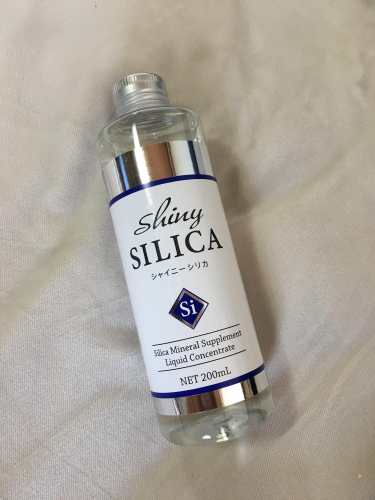 Shiny
SILICA
シャイニーシリカ
Si
Silica Mineral Supplement
Liquid Concentrate
NET 200mL